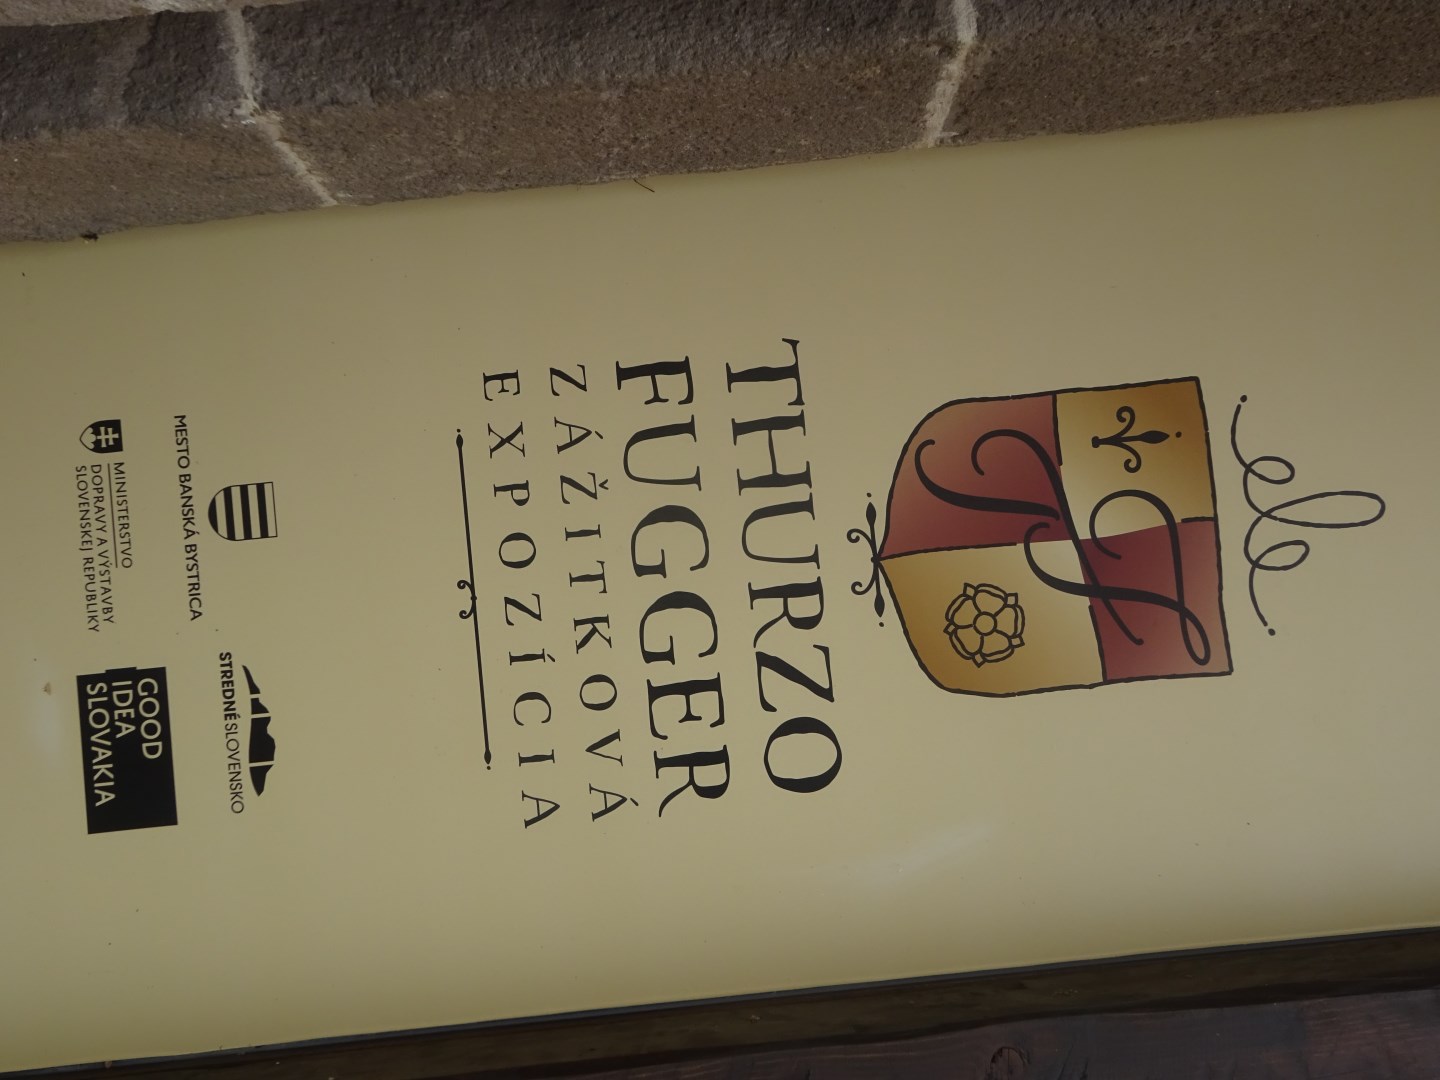 THURZO
FUGGER
ZÁŽITKOVÁ
EXPOZÍCIA
MESTO BANSKÁ BYSTRICA
STREDNÉSLOVENSKO
MINISTERSTVO
DOPRAVY A VÝSTAVBY
SLOVENSKEJ REPUBLIKY
GOOD
IDEA
SLOVAKIA